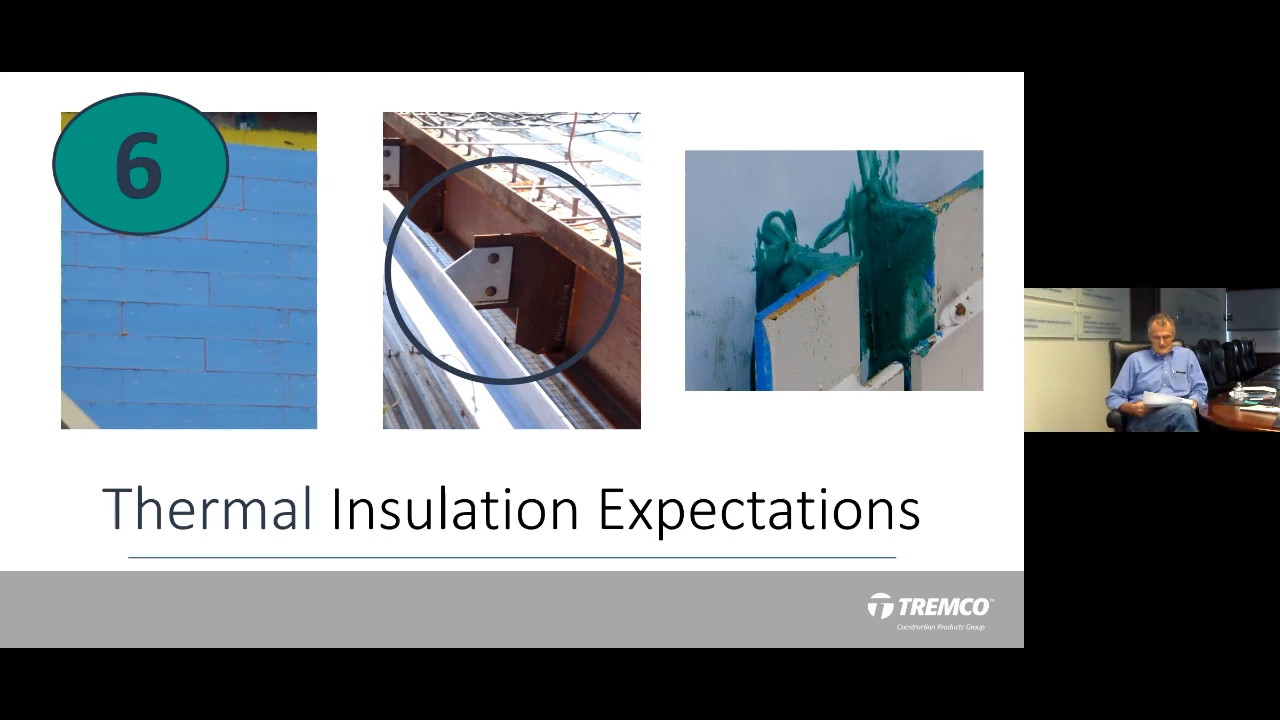 6
Thermal Insulation Expectations
TREMCO
Construction Products Group